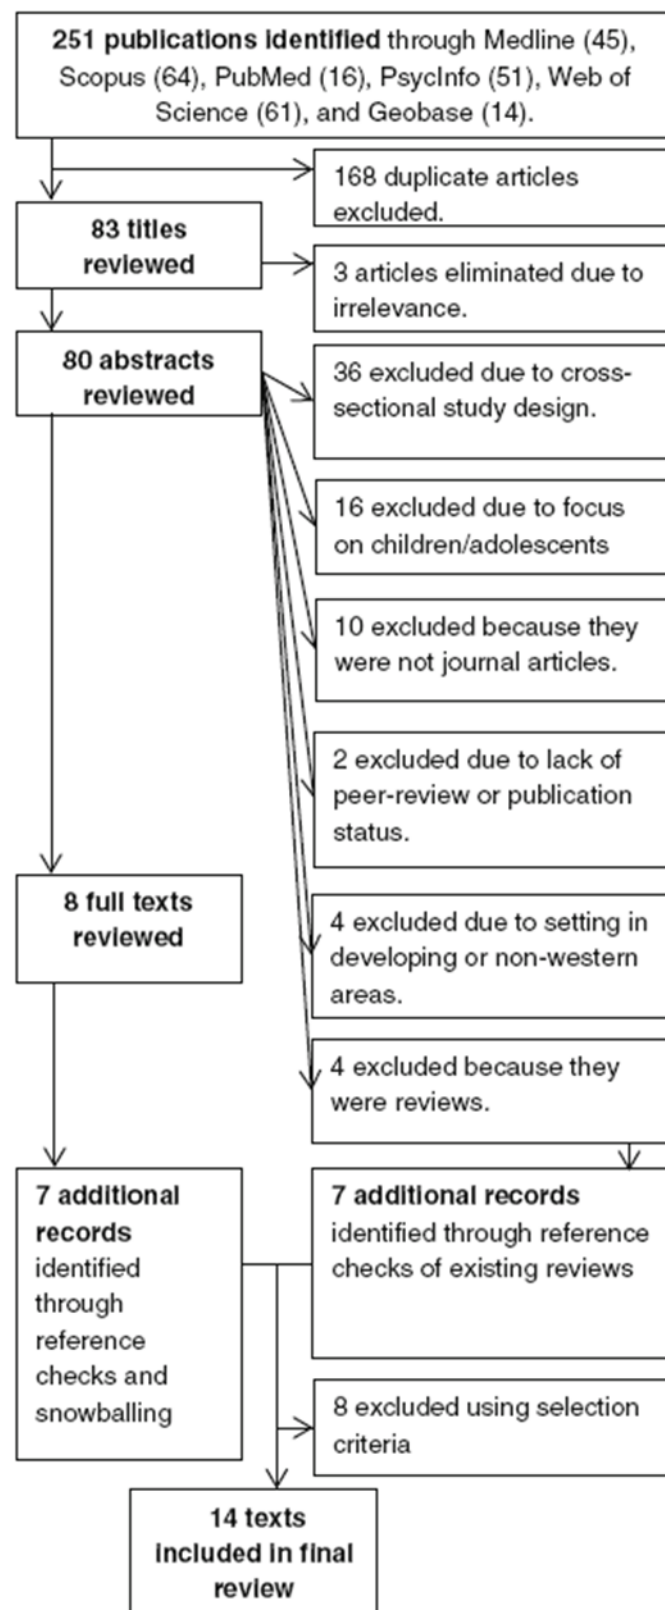 251 publications identified through Medline (45),
Scopus (64), PubMed (16), PsycInfo (51), Web of
Science (61), and Geobase (14).
168 duplicate articles
excluded.
83 titles
reviewed
3 articles eliminated due to
irrelevance.
80 abstracts
reviewed
36 excluded due to cross-
sectional study design.
16 excluded due to focus
on children/adolescents
10 excluded because they
were not journal articles.
2 excluded due to lack of
peer-review or publication
status.
8 full texts
reviewed
4 excluded due to setting in
developing or non-western
areas.
4 excluded because they
were reviews.
7 additional
records
identified
through
reference
checks and
snowballing
7 additional records
identified through reference
checks of existing reviews
8 excluded using selection
criteria
14 texts
included in final
review